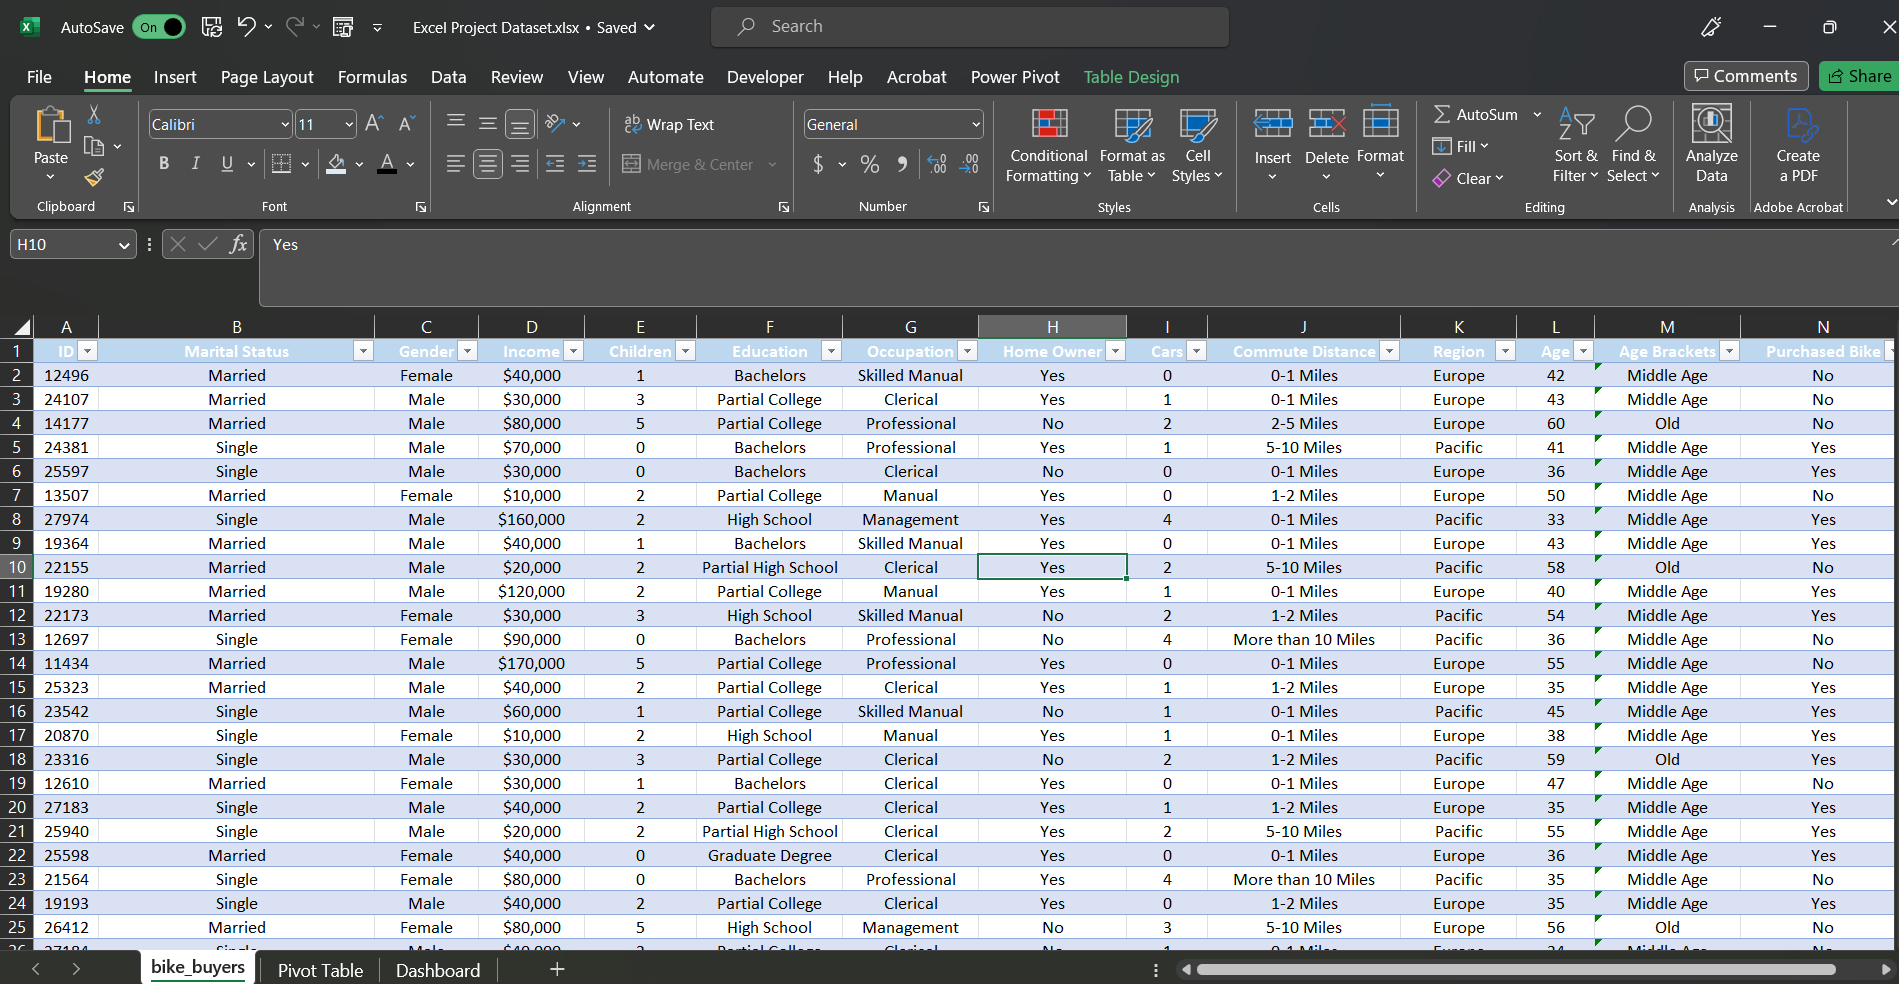 AutoSave On Excel Project Dataset.xlsx • Saved Search
File Home Insert Page Layout Formulas Data Review View Automate Developer Help Acrobat Power Pivot Table Design Comments Share
Calibri 11 Wrap Text General AutoSum
Paste B I U Merge & Center $ % Conditional Formatting Format as Table Cell Styles Insert Delete Format Fill Sort & Filter Find & Select Analyze Data Create a PDF
Clear
Clipboard Font Alignment Number Styles Cells Editing Analysis Adobe Acrobat
H10 fx Yes
A B C D E F G H I J K L M N
1 ID Marital Status Gender Income Children Education Occupation Home Owner Cars Commute Distance Region Age Age Brackets Purchased Bike
2 12496 Married Female $40,000 1 Bachelors Skilled Manual Yes 0 0-1 Miles Europe 42 Middle Age No
3 24107 Married Male $30,000 3 Partial College Clerical Yes 1 0-1 Miles Europe 43 Middle Age No
4 14177 Married Male $80,000 5 Partial College Professional No 2 2-5 Miles Europe 60 Old No
5 24381 Single Male $70,000 0 Bachelors Professional Yes 1 5-10 Miles Pacific 41 Middle Age Yes
6 25597 Single Male $30,000 0 Bachelors Clerical No 0 0-1 Miles Europe 36 Middle Age Yes
7 13507 Married Female $10,000 2 Partial College Manual Yes 0 1-2 Miles Europe 50 Middle Age No
8 27974 Single Male $160,000 2 High School Management Yes 4 0-1 Miles Pacific 33 Middle Age Yes
9 19364 Married Male $40,000 1 Bachelors Skilled Manual Yes 0 0-1 Miles Europe 43 Middle Age Yes
10 22155 Married Male $20,000 2 Partial High School Clerical Yes 2 5-10 Miles Pacific 58 Old No
11 19280 Married Male $120,000 2 Partial College Manual Yes 1 0-1 Miles Europe 40 Middle Age Yes
12 22173 Married Female $30,000 3 High School Skilled Manual No 2 1-2 Miles Pacific 54 Middle Age Yes
13 12697 Single Female $90,000 0 Bachelors Professional No 4 More than 10 Miles Pacific 36 Middle Age No
14 11434 Married Male $170,000 5 Partial College Professional Yes 0 0-1 Miles Europe 55 Middle Age No
15 25323 Married Male $40,000 2 Partial College Clerical Yes 1 1-2 Miles Europe 35 Middle Age Yes
16 23542 Single Male $60,000 1 Partial College Skilled Manual No 1 0-1 Miles Pacific 45 Middle Age Yes
17 20870 Single Female $10,000 2 High School Manual Yes 1 0-1 Miles Europe 38 Middle Age Yes
18 23316 Single Male $30,000 3 Partial College Clerical No 2 1-2 Miles Pacific 59 Old Yes
19 12610 Married Female $30,000 1 Bachelors Clerical Yes 0 0-1 Miles Europe 47 Middle Age No
20 27183 Single Male $40,000 2 Partial College Clerical Yes 1 1-2 Miles Europe 35 Middle Age Yes
21 25940 Single Male $20,000 2 Partial High School Clerical Yes 2 5-10 Miles Pacific 55 Middle Age Yes
22 25598 Married Female $40,000 0 Graduate Degree Clerical Yes 0 0-1 Miles Europe 36 Middle Age Yes
23 21564 Single Female $80,000 0 Bachelors Professional Yes 4 More than 10 Miles Pacific 35 Middle Age No
24 19193 Single Male $40,000 2 Partial College Clerical Yes 0 1-2 Miles Europe 35 Middle Age Yes
25 26412 Married Female $80,000 5 High School Management No 3 5-10 Miles Europe 56 Old No
bike_buyers Pivot Table Dashboard